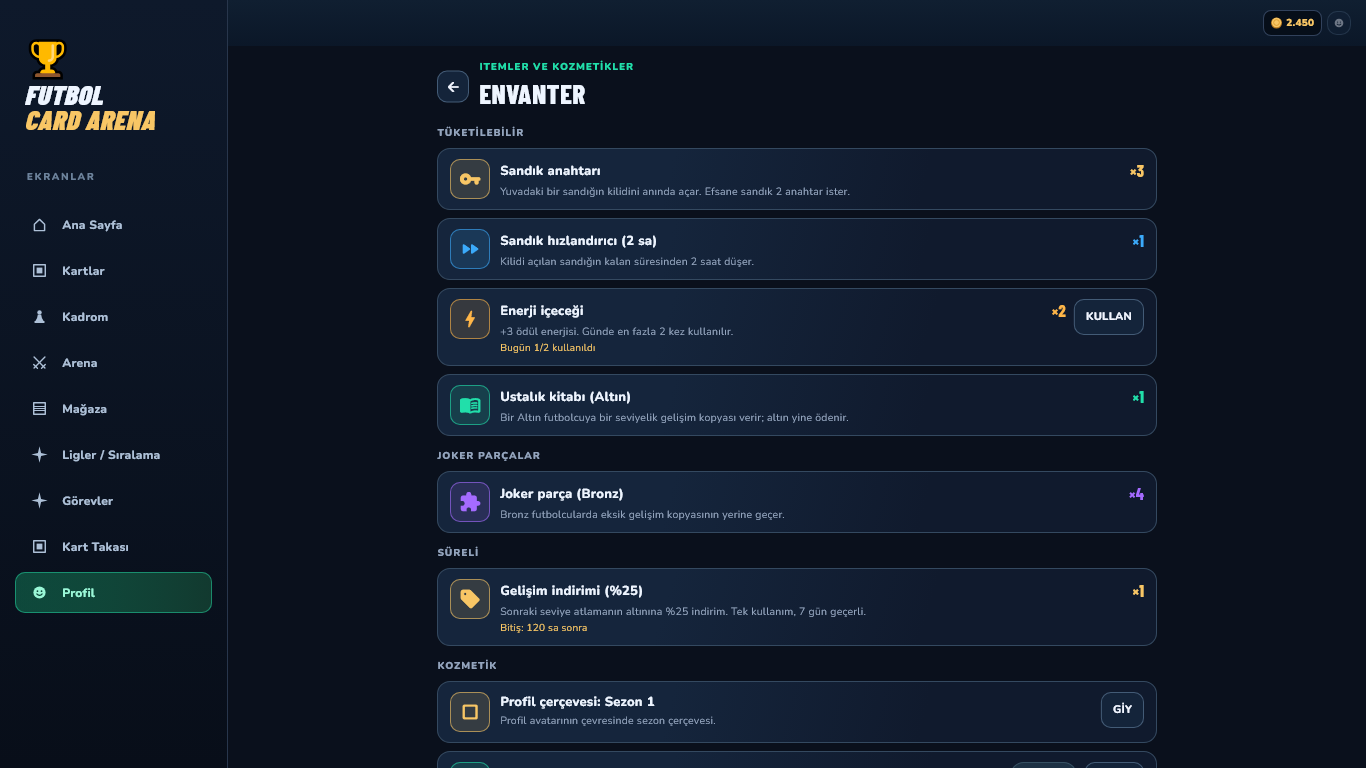 FUTBOL
CARD ARENA
EKRANLAR
Ana Sayfa
Kartlar
Kadrom
Arena
Mağaza
Ligler / Sıralama
Görevler
Kart Takası
Profil
2.450
ITEMLER VE KOZMETİKLER
ENVANTER
TÜKETİLEBİLİR
Sandık anahtarı
×3
Yuvadaki bir sandığın kilidini anında açar. Efsane sandık 2 anahtar ister.
Sandık hızlandırıcı (2 sa)
×1
Kilidi açılan sandığın kalan süresinden 2 saat düşer.
Enerji içeceği
×2
KULLAN
+3 ödül enerjisi. Günde en fazla 2 kez kullanılır.
Bugün 1/2 kullanıldı
Ustalık kitabı (Altın)
×1
Bir Altın futbolcuya bir seviyelik gelişim kopyası verir; altın yine ödenir.
JOKER PARÇALAR
Joker parça (Bronz)
×4
Bronz futbolcularda eksik gelişim kopyasının yerine geçer.
SÜRELİ
Gelişim indirimi (%25)
×1
Sonraki seviye atlamanın altınına %25 indirim. Tek kullanım, 7 gün geçerli.
Bitiş: 120 sa sonra
KOZMETİK
Profil çerçevesi: Sezon 1
GİY
Profil avatarının çevresinde sezon çerçevesi.